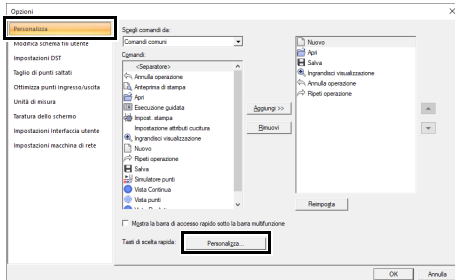 Opzioni
Personalizza
Modifica schema fili utente
Impostazioni DST
Taglio di punti saltati
Ottimizza punti ingresso/uscita
Unità di misura
Taratura dello schermo
Impostazioni Interfaccia utente
Impostazioni macchina di rete
Scegli comandi da:
Comandi comuni
Comandi:
<Separatore>
Annulla operazione
Anteprima di stampa
Apri
Esecuzione guidata
Impost. stampa
Impostazione attributi cucitura
Ingrandisci visualizzazione
Nuovo
Ripeti operazione
Salva
Simulatore punti
Vista Continua
Vista punti
Aggiungi >>
Rimuovi
Nuovo
Apri
Salva
Ingrandisci visualizzazione
Annulla operazione
Ripeti operazione
Reimposta
Mostra la barra di accesso rapido sotto la barra multifunzione
Tasti di scelta rapida:
Personalizza...
OK
Annulla